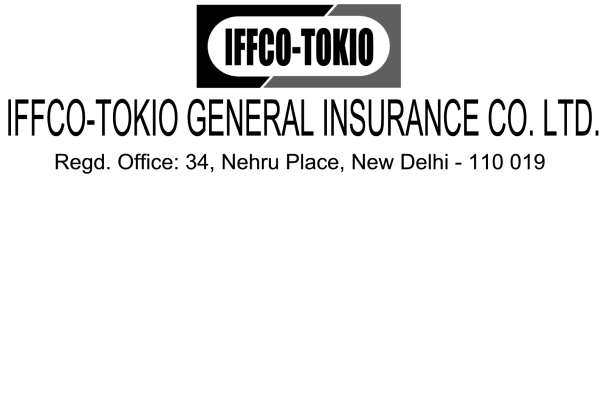 IFFCO-TOKIO
IFFCO-TOKIO GENERAL INSURANCE CO. LTD.
Regd. Office: 34, Nehru Place, New Delhi - 110 019